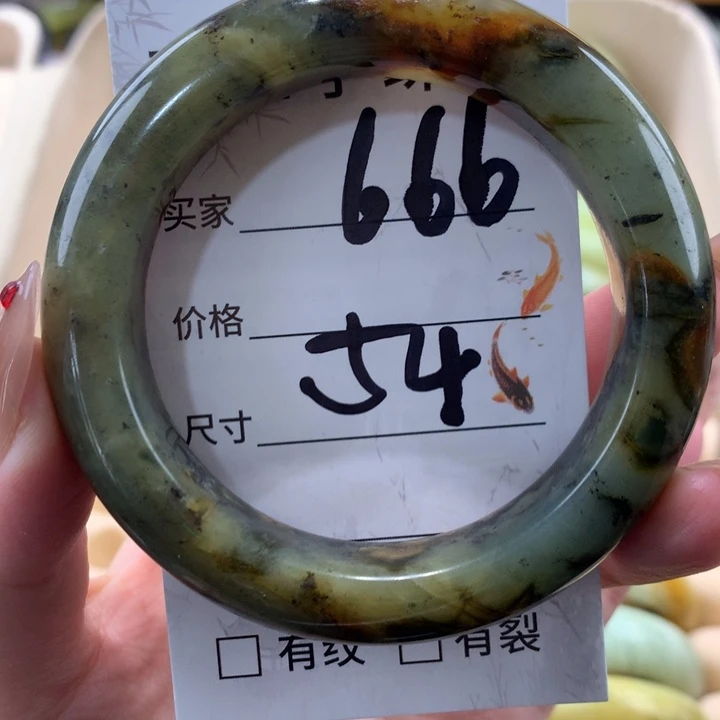 买家 666
价格
尺寸 54
有纹 有裂